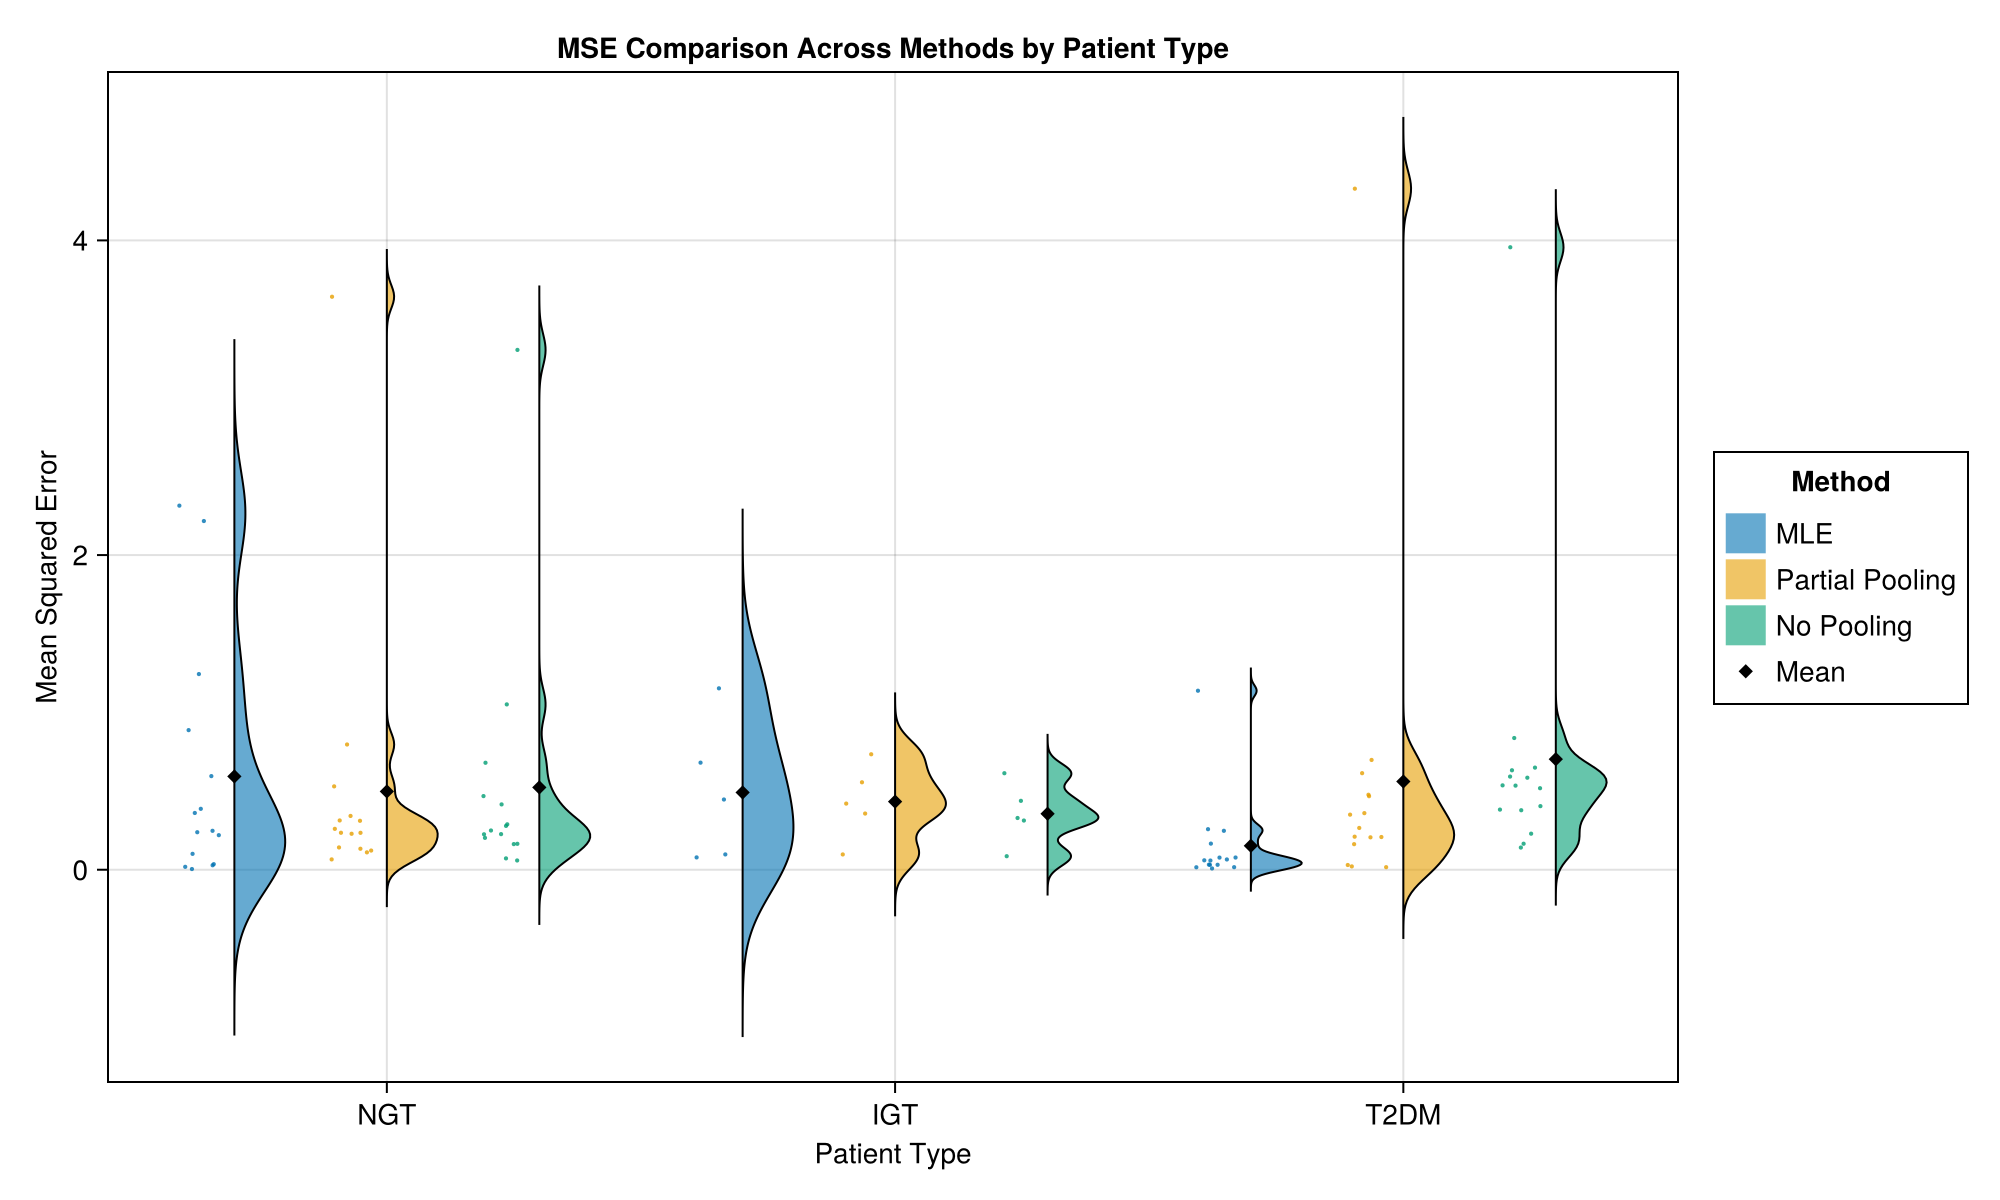 MSE Comparison Across Methods by Patient Type
Mean Squared Error
4
2
0
NGT
IGT
T2DM
Patient Type
Method
MLE
Partial Pooling
No Pooling
Mean